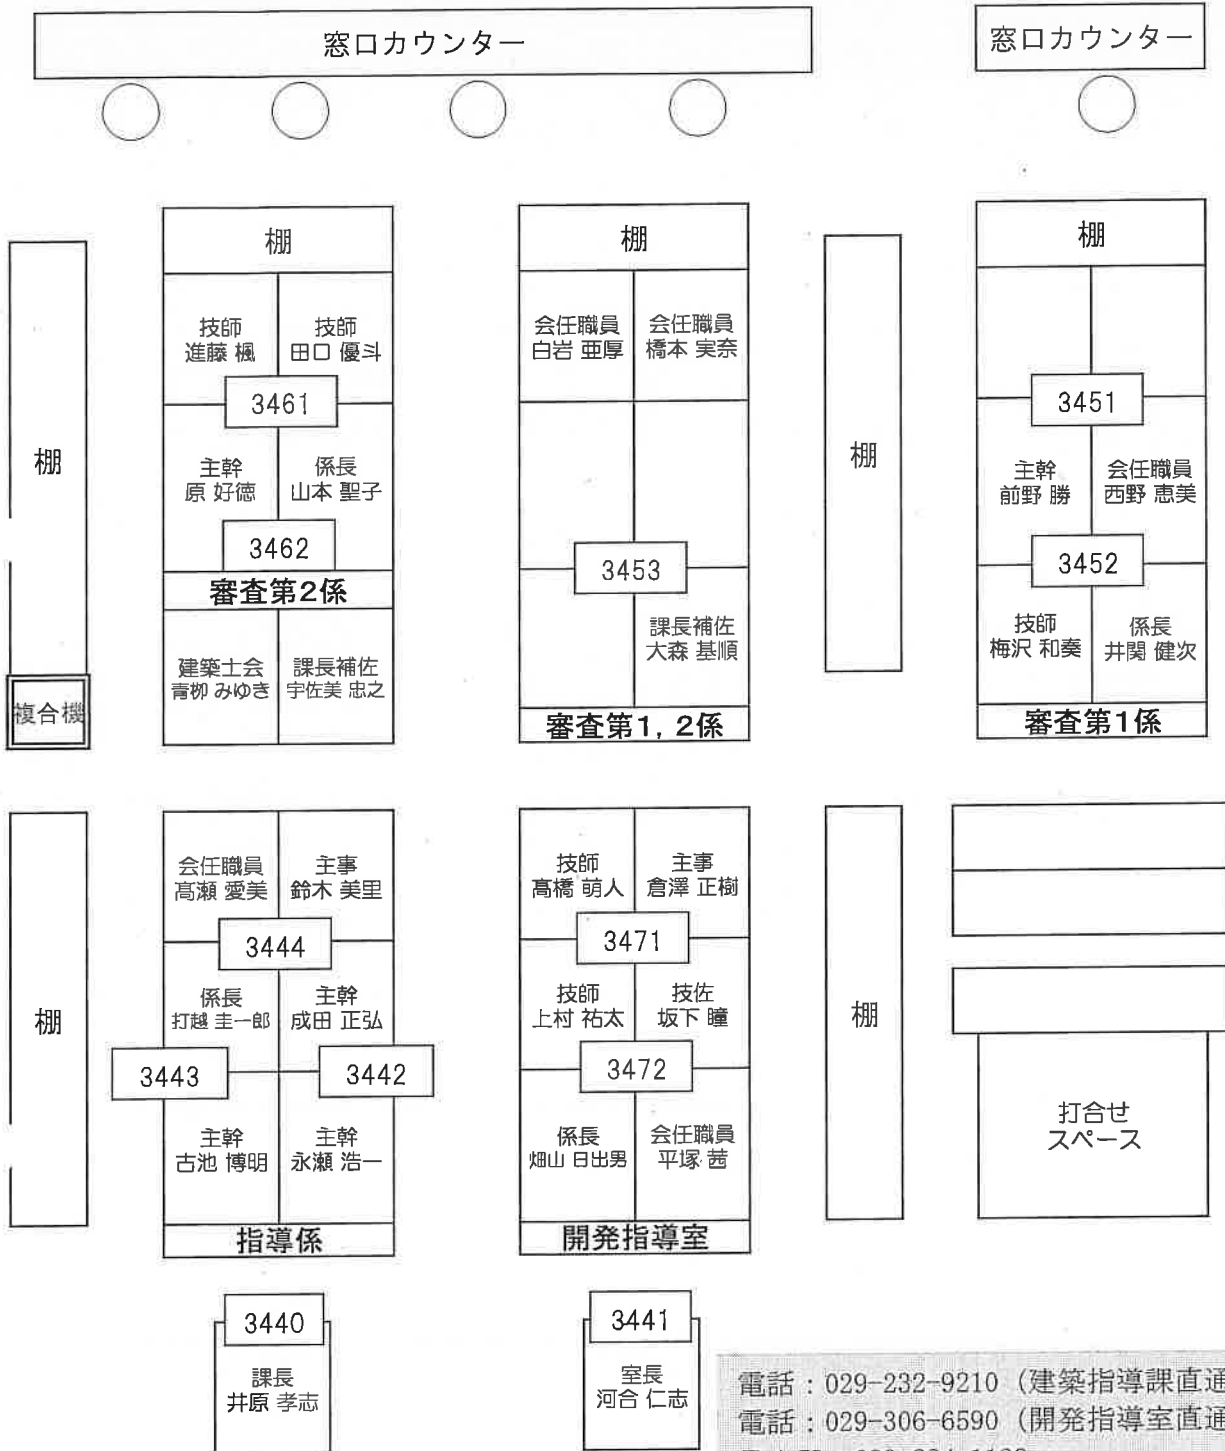 窓口カウンター
窓口カウンター
棚
棚
棚
技師
進藤 楓
技師
田口 優斗
会任職員
白岩 亜厚
会任職員
橋本 実奈
3461
3451
棚
棚
主幹
原 好徳
係長
山本 聖子
主幹
前野 勝
会任職員
西野 恵美
3462
3453
3452
審査第2係
建築士会
青栁 みゆき
課長補佐
宇佐美 忠之
課長補佐
大森 基順
技師
梅沢 和奏
係長
井関 健次
複合機
審査第1, 2係
審査第1係
会任職員
髙瀬 愛美
主事
鈴木 美里
技師
高橋 萌人
主事
倉澤 正樹
3444
3471
棚
棚
係長
打越 圭一郎
主幹
成田 正弘
技師
上村 祐太
技佐
坂下 瞳
3443
3442
3472
主幹
古池 博明
主幹
永瀬 浩一
係長
畑山 日出男
会任職員
平塚 茜
打合せ
スペース
指導係
開発指導室
3440
3441
課長
井原 孝志
室長
河合 仁志
電話：029-232-9210（建築指導課直通
電話：029-306-6590（開発指導室直通